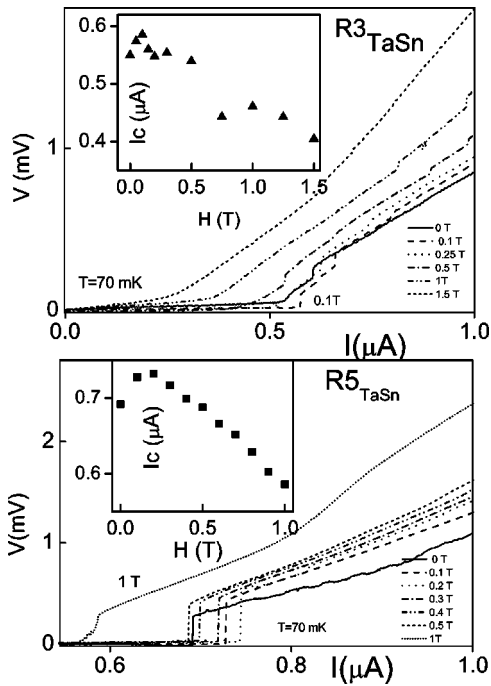 R3TaSn
0.6
0.5
0.4
Ic (μA)
0.0 0.5 1.0 1.5
H (T)
V (mV)
1
0
T=70 mK
0.1T
0 T
0.1 T
0.25 T
0.5 T
1T
1.5 T
0.0 0.5 1.0
I(μA)
R5TaSn
0.7
0.6
Ic (μA)
0.0 0.5 1.0
H (T)
V(mV)
2
1
0
1 T
T=70 mK
0 T
0.1 T
0.2 T
0.3 T
0.4 T
0.5 T
1T
0.6 0.8 1.0
I(μA)